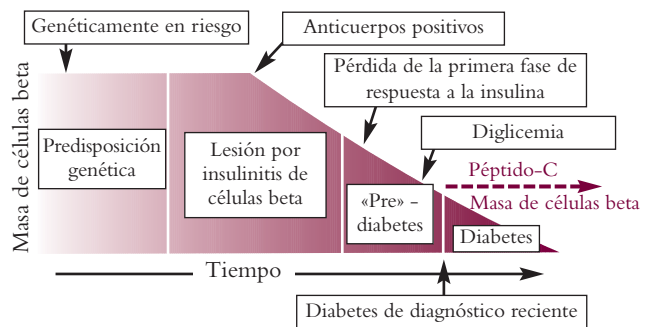 Genéticamente en riesgo
Anticuerpos positivos
Pérdida de la primera fase de
respuesta a la insulina
Diglicemia
Masa de células beta
Predisposición
genética
Lesión por
insulinitis de
células beta
«Pre» –
diabetes
Péptido-C
Masa de células beta
Diabetes
Tiempo
Diabetes de diagnóstico reciente